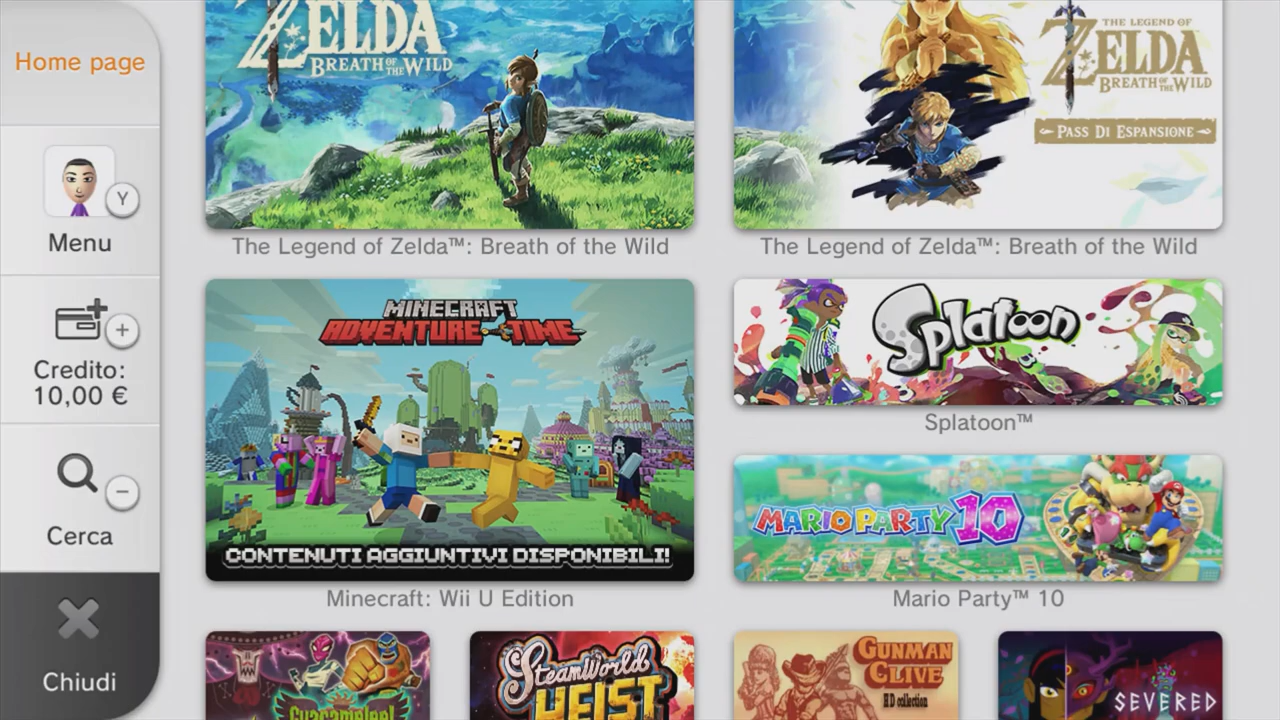 Home page
Y
Menu
+
Credito:
10,00 €
−
Cerca
Chiudi
ZELDA
BREATH OF THE WILD
The Legend of Zelda™: Breath of the Wild
THE LEGEND OF
ZELDA
BREATH OF THE WILD
PASS DI ESPANSIONE
The Legend of Zelda™: Breath of the Wild
MINECRAFT
ADVENTURE TIME
CONTENUTI AGGIUNTIVI DISPONIBILI!
Minecraft: Wii U Edition
Splatoon
Splatoon™
MARIO PARTY 10
Mario Party™ 10
Guacamelee!
SteamWorld
HEIST
GUNMAN
CLIVE
HD collection
SEVERED